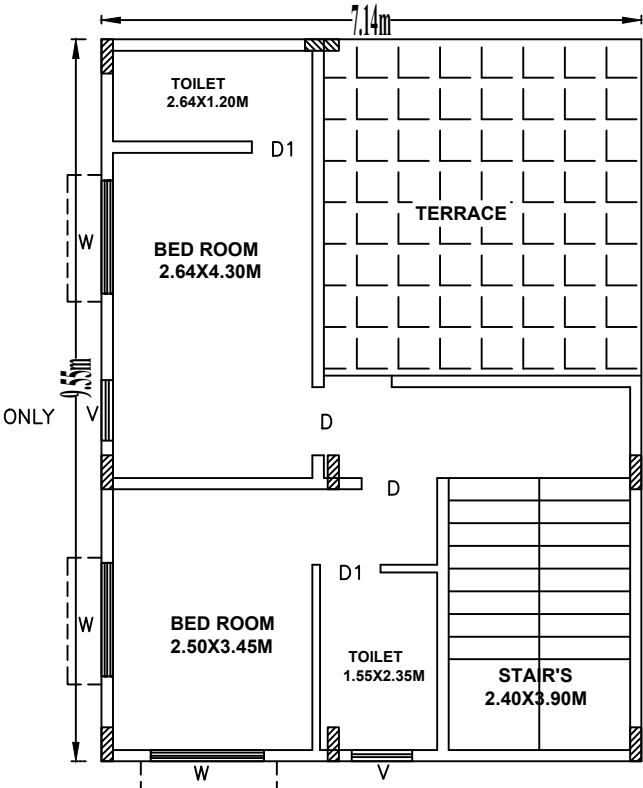 7.14m
TOILET
2.64X1.20M
D1
TERRACE
W
BED ROOM
2.64X4.30M
9.55m
ONLY
V
D
D
D1
W
BED ROOM
2.50X3.45M
TOILET
1.55X2.35M
STAIR'S
2.40X3.90M
W
V